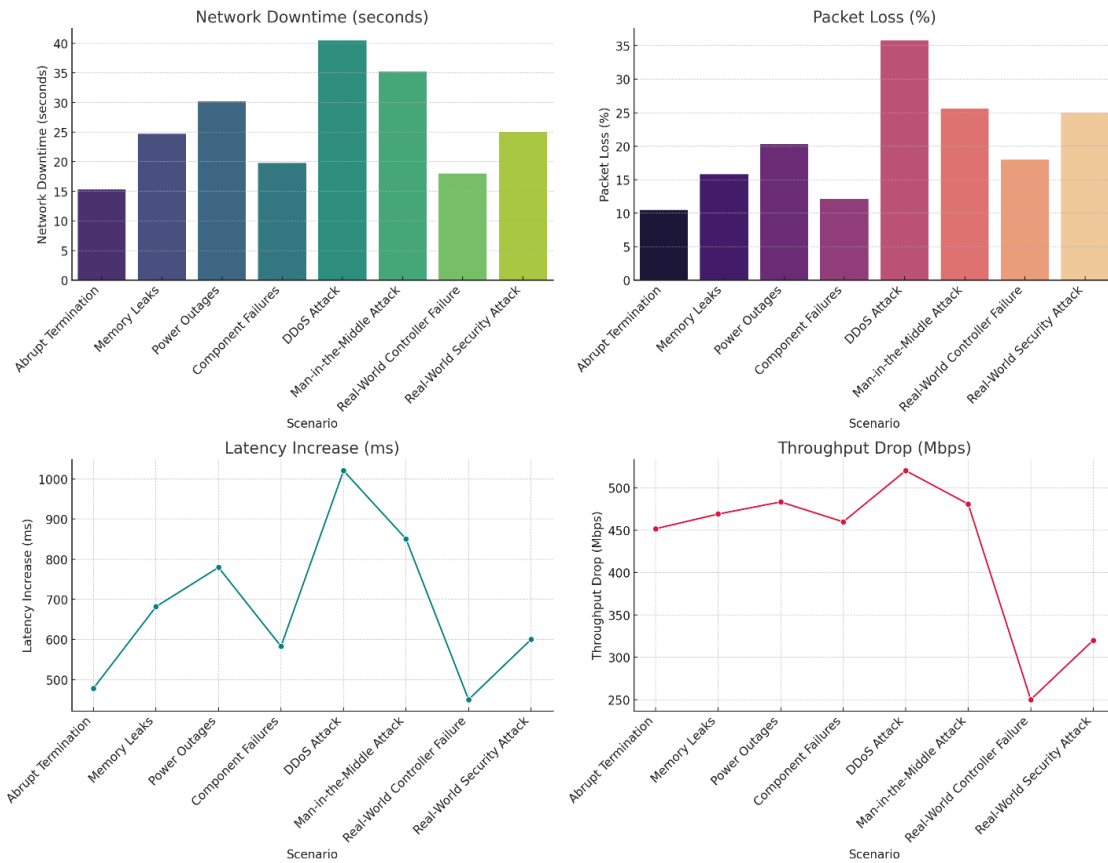 Network Downtime (seconds)
Network Downtime (seconds)
40
35
30
25
20
15
10
5
0
Abrupt Termination
Memory Leaks
Power Outages
Component Failures
DDoS Attack
Man-in-the-Middle Attack
Real-World Controller Failure
Real-World Security Attack
Scenario
Packet Loss (%)
Packet Loss (%)
35
30
25
20
15
10
5
0
Abrupt Termination
Memory Leaks
Power Outages
Component Failures
DDoS Attack
Man-in-the-Middle Attack
Real-World Controller Failure
Real-World Security Attack
Scenario
Latency Increase (ms)
Latency Increase (ms)
1000
900
800
700
600
500
Abrupt Termination
Memory Leaks
Power Outages
Component Failures
DDoS Attack
Man-in-the-Middle Attack
Real-World Controller Failure
Real-World Security Attack
Scenario
Throughput Drop (Mbps)
Throughput Drop (Mbps)
500
450
400
350
300
250
Abrupt Termination
Memory Leaks
Power Outages
Component Failures
DDoS Attack
Man-in-the-Middle Attack
Real-World Controller Failure
Real-World Security Attack
Scenario